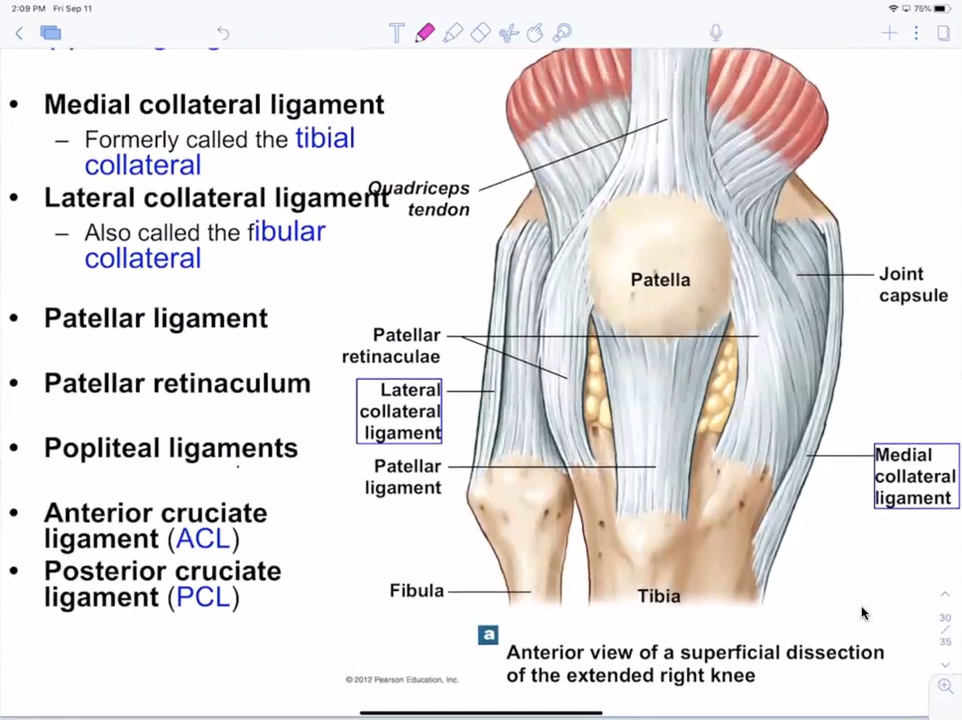 2:09 PM Fri Sep 11
75%
T
• Medial collateral ligament
– Formerly called the tibial
collateral
• Lateral collateral ligament
– Also called the fibular
collateral
• Patellar ligament
• Patellar retinaculum
• Popliteal ligaments
• Anterior cruciate
ligament (ACL)
• Posterior cruciate
ligament (PCL)
Quadriceps
tendon
Patella
Joint
capsule
Patellar
retinaculae
Lateral
collateral
ligament
Patellar
ligament
Medial
collateral
ligament
Fibula
Tibia
30
/
35
a
Anterior view of a superficial dissection
of the extended right knee
© 2012 Pearson Education, Inc.